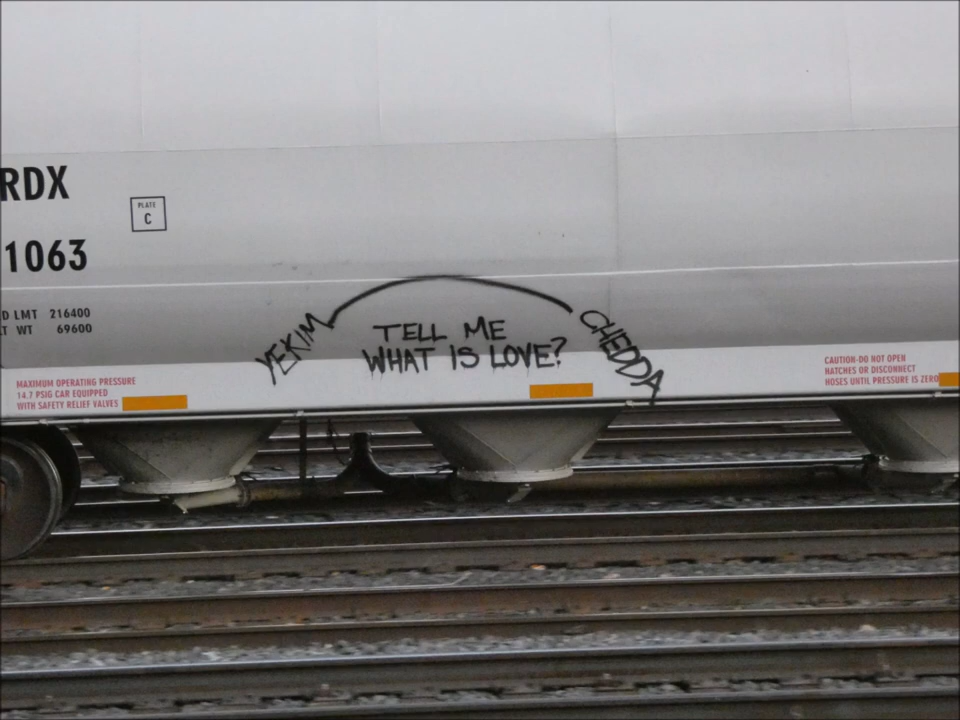 RDX
PLATE
C
1063
D LMT 216400
T WT 69600
YEKIM
TELL ME
WHAT IS LOVE?
CHEDDA
MAXIMUM OPERATING PRESSURE
14.7 PSIG CAR EQUIPPED
WITH SAFETY RELIEF VALVES
CAUTION-DO NOT OPEN
HATCHES OR DISCONNECT
HOSES UNTIL PRESSURE IS ZERO